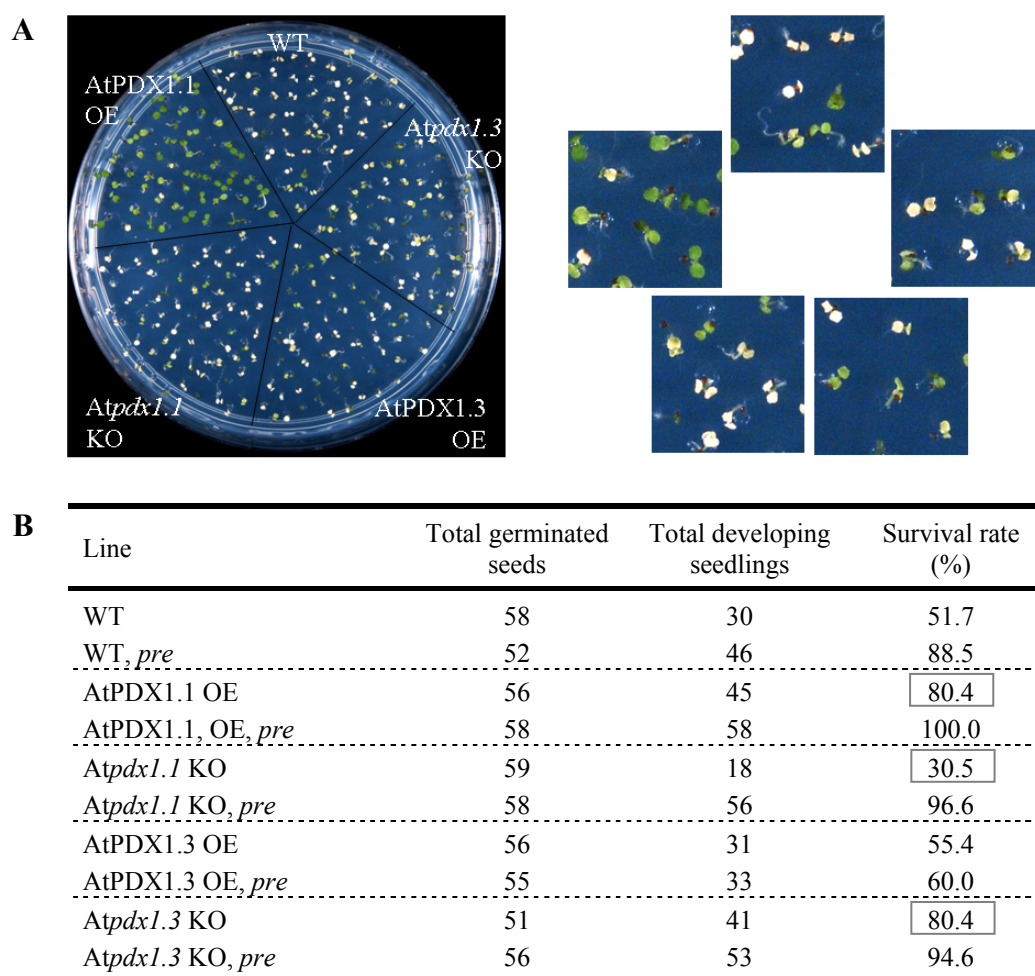 A
WT
AtPDX1.1
OE
Atpdx1.3
KO
Atpdx1.1
KO
AtPDX1.3
OE
B
Line Total germinated seeds Total developing seedlings Survival rate (%)
WT 58 30 51.7
WT, pre 52 46 88.5
AtPDX1.1 OE 56 45 80.4
AtPDX1.1, OE, pre 58 58 100.0
Atpdx1.1 KO 59 18 30.5
Atpdx1.1 KO, pre 58 56 96.6
AtPDX1.3 OE 56 31 55.4
AtPDX1.3 OE, pre 55 33 60.0
Atpdx1.3 KO 51 41 80.4
Atpdx1.3 KO, pre 56 53 94.6